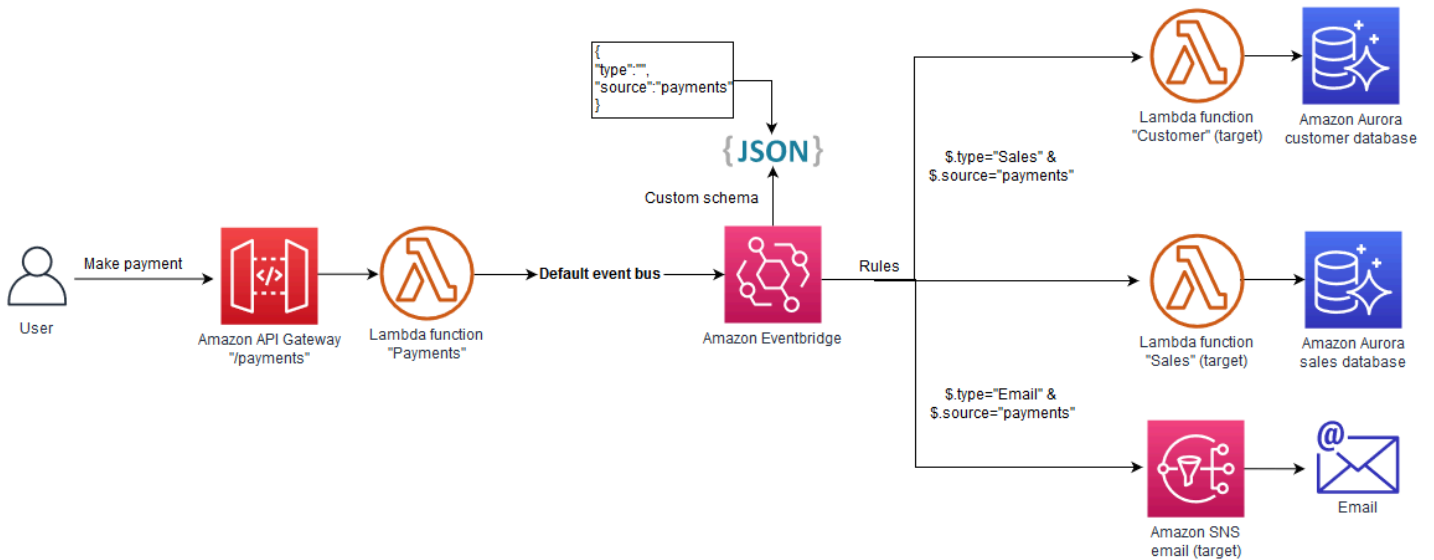 {
"type":"",
"source":"payments"
}
{JSON}
Custom schema
User
Make payment
</>
Amazon API Gateway
"/payments"
Lambda function
"Payments"
Default event bus
Amazon Eventbridge
Rules
$.type="Sales" &
$.source="payments"
$.type="Email" &
$.source="payments"
Lambda function
"Customer" (target)
Amazon Aurora
customer database
Lambda function
"Sales" (target)
Amazon Aurora
sales database
Amazon SNS
email (target)
@
Email